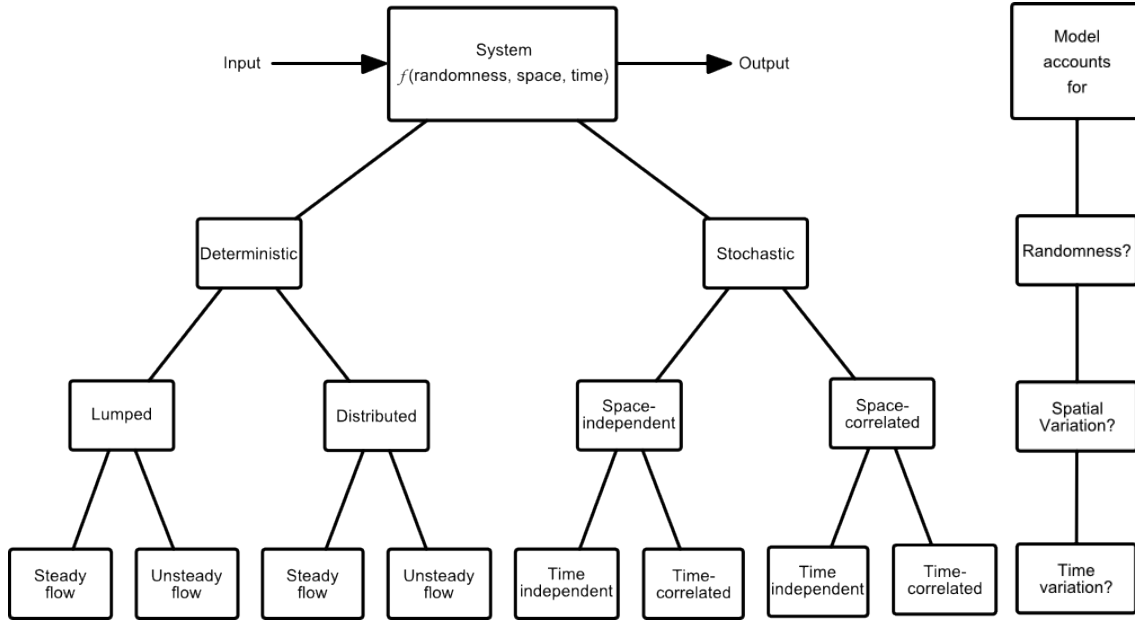 System
Input
Output
f(randomness, space, time)
Model
accounts
for
Deterministic
Stochastic
Randomness?
Lumped
Distributed
Space-
independent
Space-
correlated
Spatial
Variation?
Steady
flow
Unsteady
flow
Steady
flow
Unsteady
flow
Time
independent
Time-
correlated
Time
independent
Time-
correlated
Time
variation?